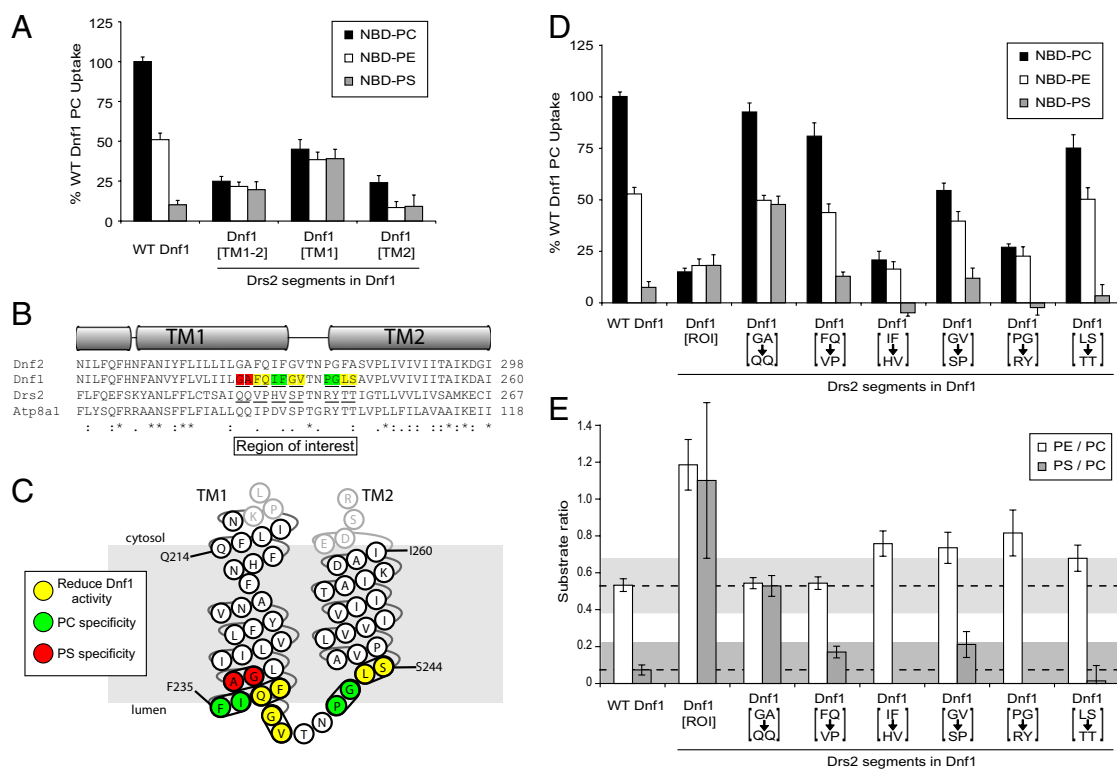 A
% WT Dnf1 PC Uptake
125
100
75
50
25
0
NBD-PC
NBD-PE
NBD-PS
WT Dnf1
Dnf1 [TM1-2]
Dnf1 [TM1]
Dnf1 [TM2]
Drs2 segments in Dnf1
B
TM1
TM2
Dnf2 NILFQFHNFANIYFLILLILGAFQIFGVTNPGFASVPLIVIVIITAIKDGI 298
Dnf1 NILFQFHNFANVYFLVLIILGAFQIFGVTNPGLSAVPLVVIVIITAIKDAI 260
Drs2 FLFQEFSKYANLFFLCTSAIQQVPHVSPTNRYTTIGTLLVVLIVSAMKECI 267
Atp8a1 FLYSQFRRAANSFFLFIALLQQIPDVSPTGRYTTLVPLLFILAVAAIKEII 118
Region of interest
C
TM1
TM2
L
K
P
N
R
S
E
D
cytosol
Q F L I
Q214
N H F
F
V N A
L F Y
I I L V
A G L
F I Q F
G
V
T
N
P
G
L
S
D A I
T A I K
V I I
L V V I
A V P
I260
S244
F235
lumen
Reduce Dnf1 activity
PC specificity
PS specificity
D
% WT Dnf1 PC Uptake
125
100
75
50
25
0
NBD-PC
NBD-PE
NBD-PS
WT Dnf1
Dnf1 [ROI]
Dnf1 [GA ↓ QQ]
Dnf1 [FQ ↓ VP]
Dnf1 [IF ↓ HV]
Dnf1 [GV ↓ SP]
Dnf1 [PG ↓ RY]
Dnf1 [LS ↓ TT]
Drs2 segments in Dnf1
E
Substrate ratio
1.4
1.2
1.0
0.8
0.6
0.4
0.2
0
PE / PC
PS / PC
WT Dnf1
Dnf1 [ROI]
Dnf1 [GA ↓ QQ]
Dnf1 [FQ ↓ VP]
Dnf1 [IF ↓ HV]
Dnf1 [GV ↓ SP]
Dnf1 [PG ↓ RY]
Dnf1 [LS ↓ TT]
Drs2 segments in Dnf1